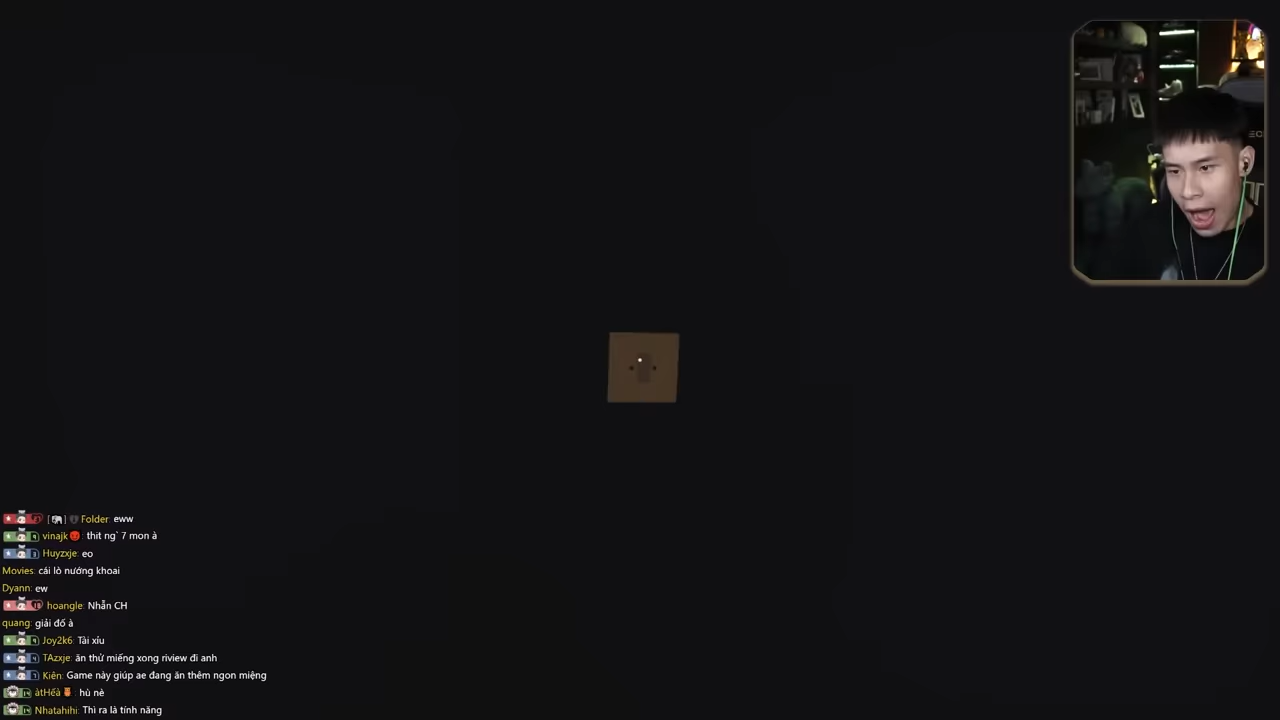 Folder: eww
vinajk: thit ng` 7 mon à
Huyzxje: eo
Movies: cái lò nướng khoai
Dyann: ew
hoangle: Nhẫn CH
quang: giải đố à
Joy2k6: Tài xíu
TAzxje: ăn thử miếng xong riview đi anh
Kiên: Game này giúp ae đang ăn thêm ngon miệng
àtHếà: hù nè
Nhatahihi: Thì ra là tính năng